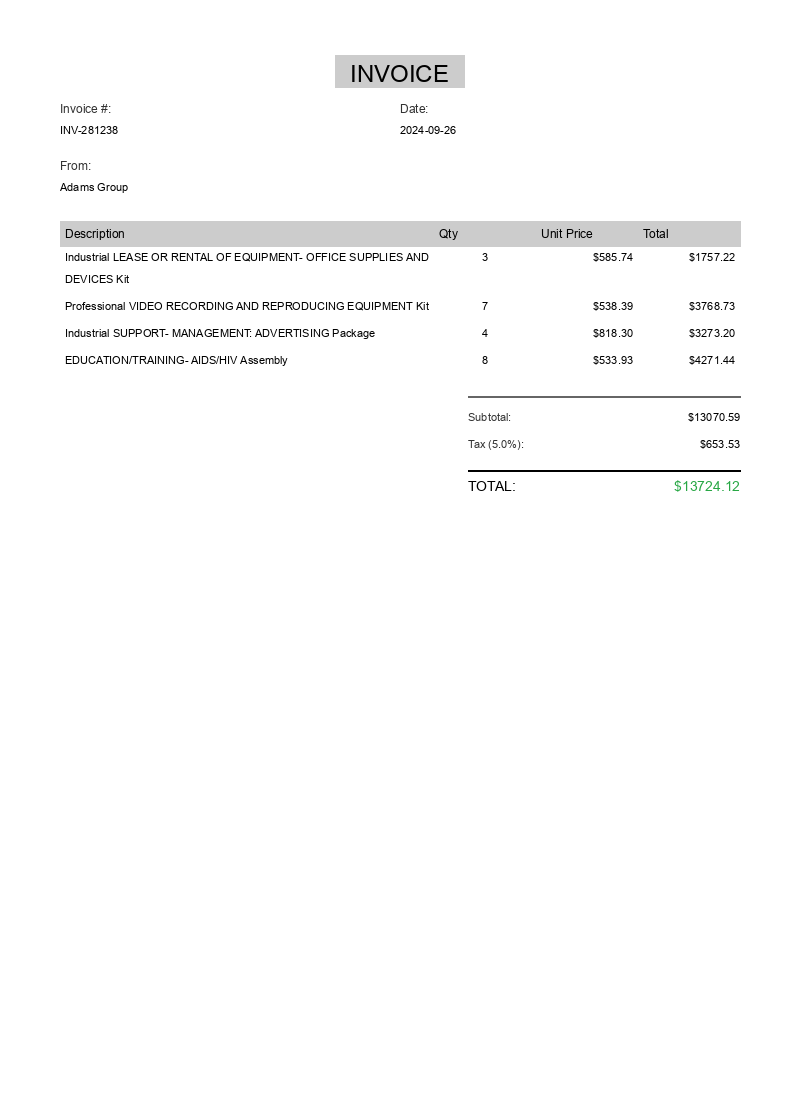 INVOICE
Invoice #: Date:
INV-281238 2024-09-26
From:
Adams Group
Description Qty Unit Price Total
Industrial LEASE OR RENTAL OF EQUIPMENT- OFFICE SUPPLIES AND 3 $585.74 $1757.22
DEVICES Kit
Professional VIDEO RECORDING AND REPRODUCING EQUIPMENT Kit 7 $538.39 $3768.73
Industrial SUPPORT- MANAGEMENT: ADVERTISING Package 4 $818.30 $3273.20
EDUCATION/TRAINING- AIDS/HIV Assembly 8 $533.93 $4271.44
Subtotal: $13070.59
Tax (5.0%): $653.53
TOTAL: $13724.12